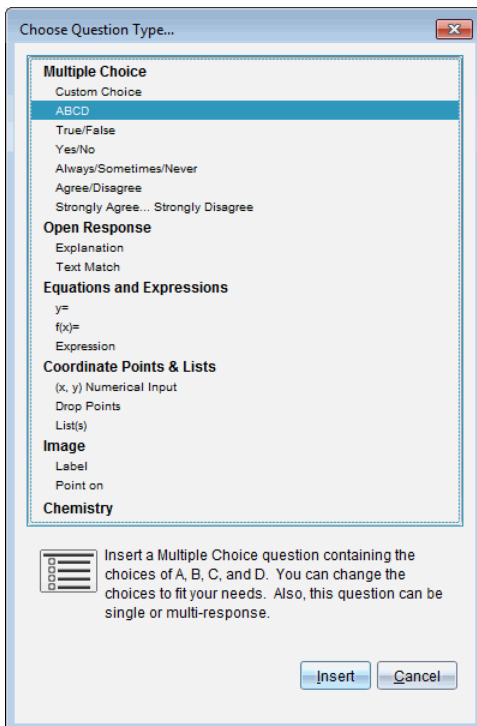 Choose Question Type...
Multiple Choice
Custom Choice
ABCD
True/False
Yes/No
Always/Sometimes/Never
Agree/Disagree
Strongly Agree... Strongly Disagree
Open Response
Explanation
Text Match
Equations and Expressions
y=
f(x)=
Expression
Coordinate Points & Lists
(x, y) Numerical Input
Drop Points
List(s)
Image
Label
Point on
Chemistry
Insert a Multiple Choice question containing the
choices of A, B, C, and D. You can change the
choices to fit your needs. Also, this question can be
single or multi-response.
Insert Cancel